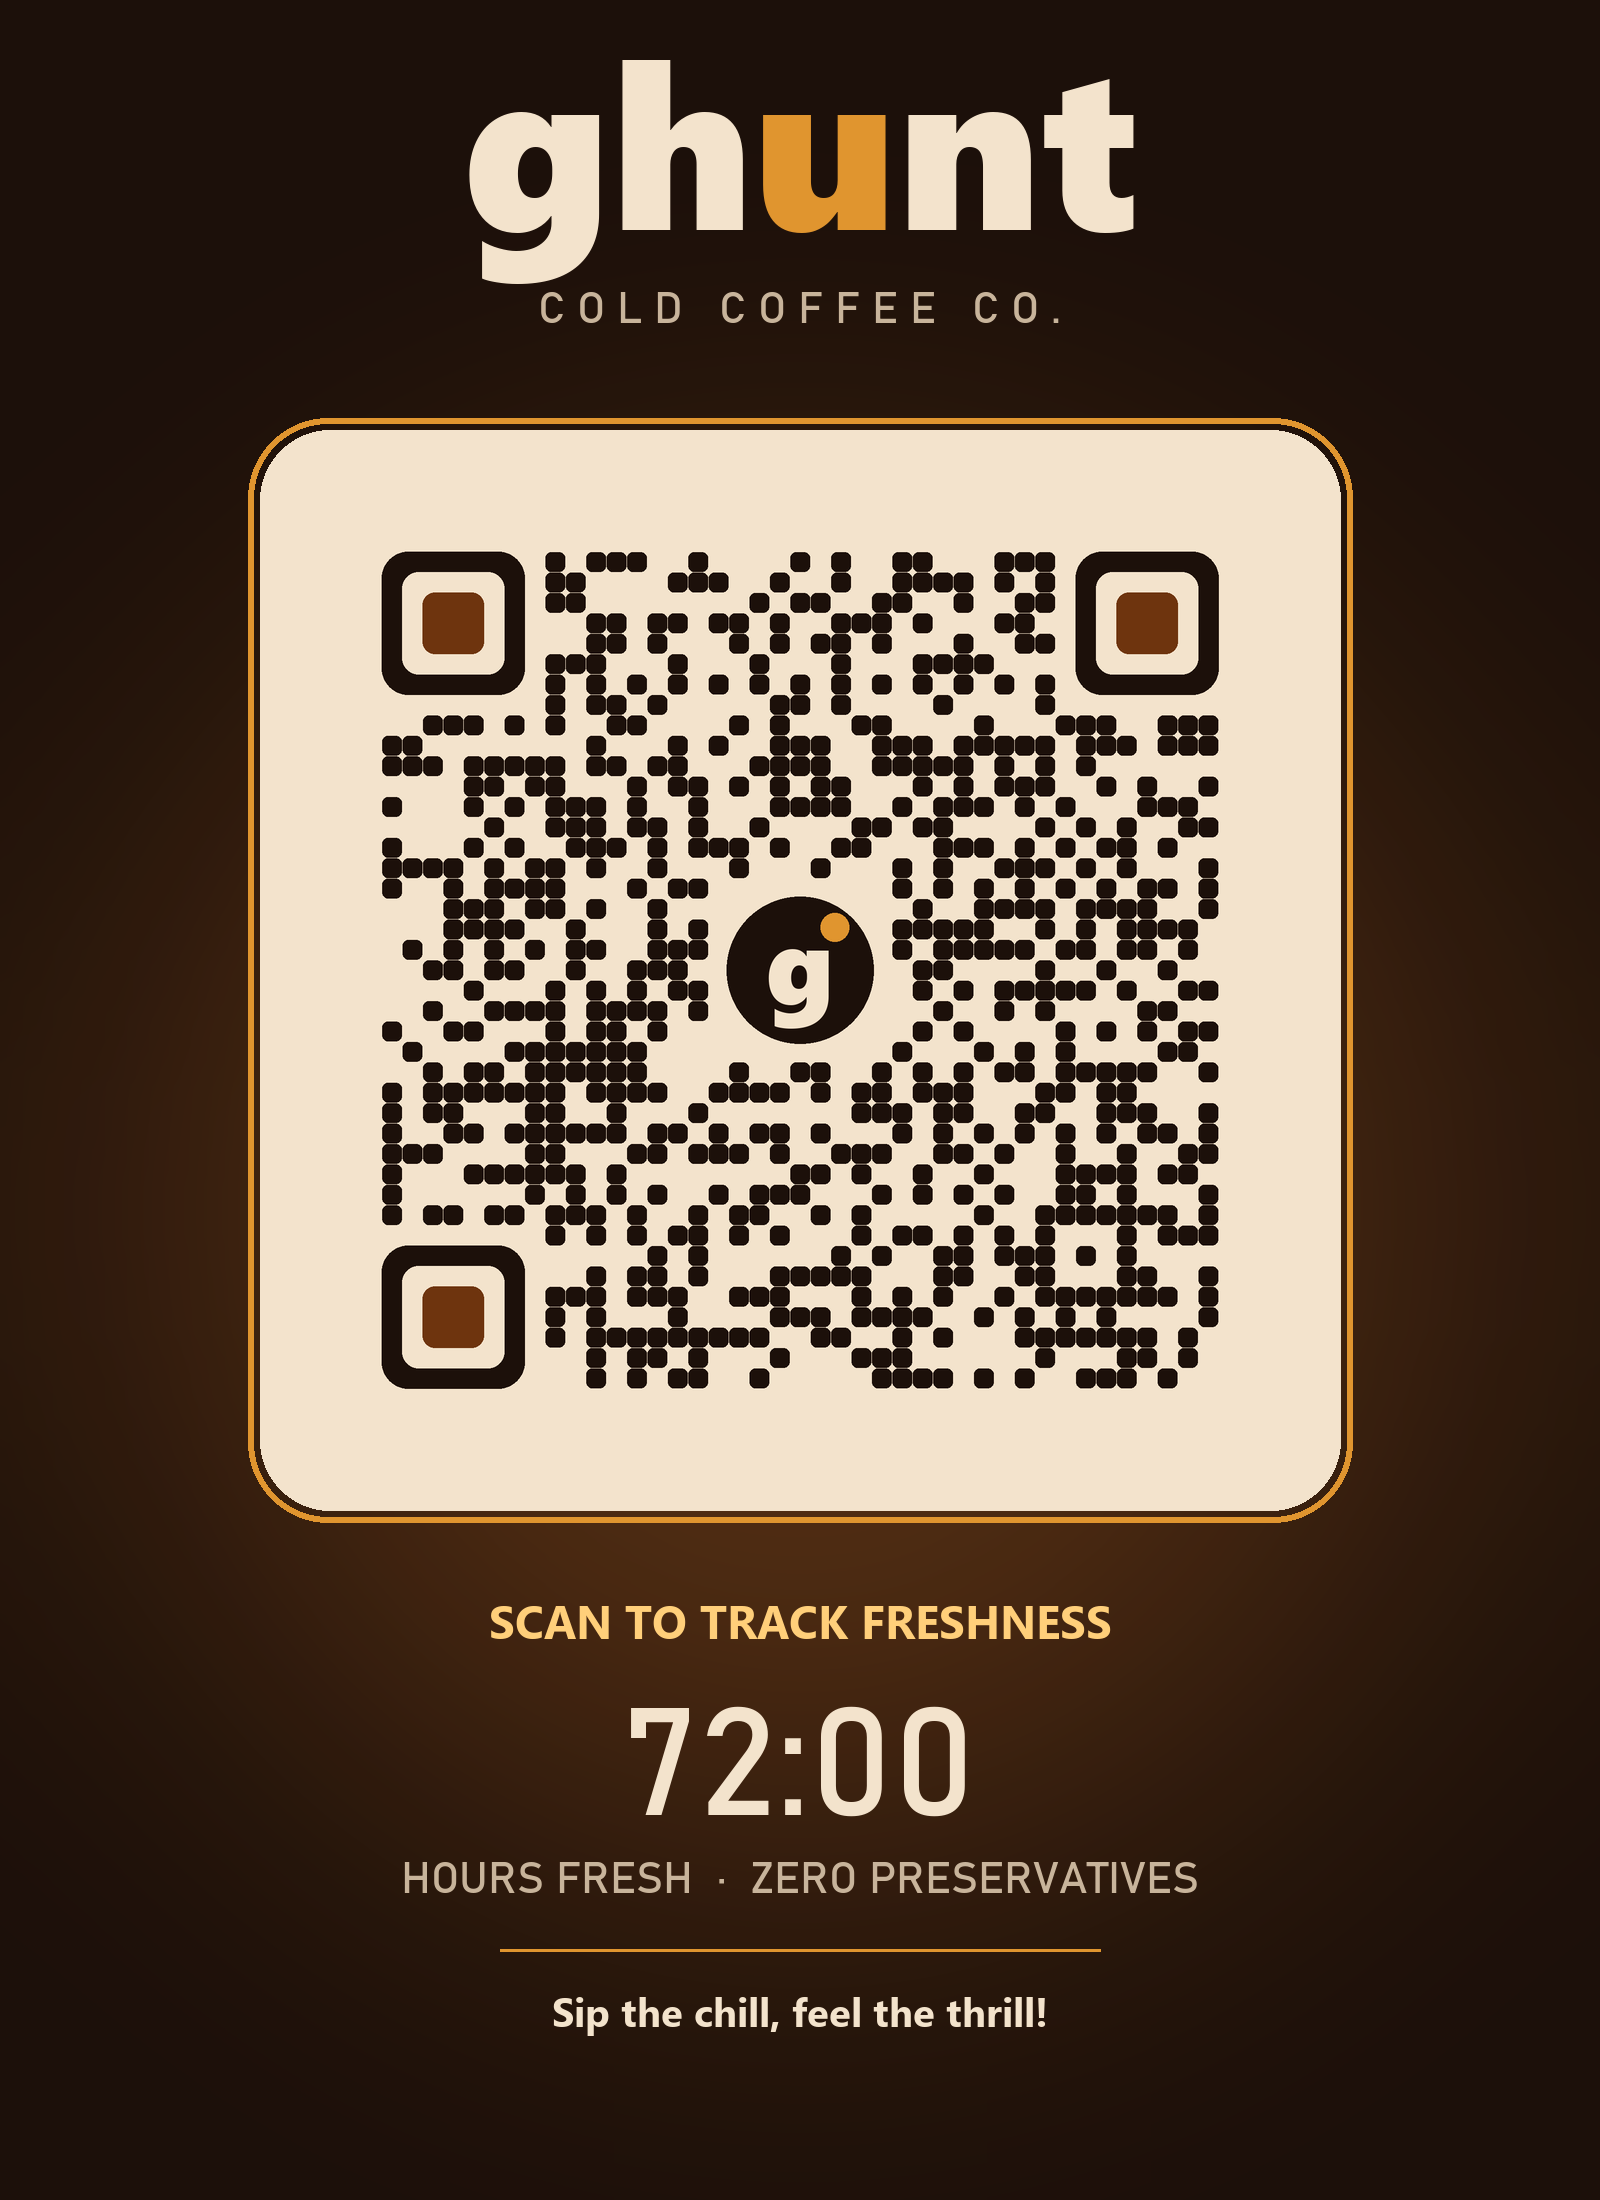 ghunt
COLD COFFEE CO.
g
SCAN TO TRACK FRESHNESS
72:00
HOURS FRESH · ZERO PRESERVATIVES
Sip the chill, feel the thrill!